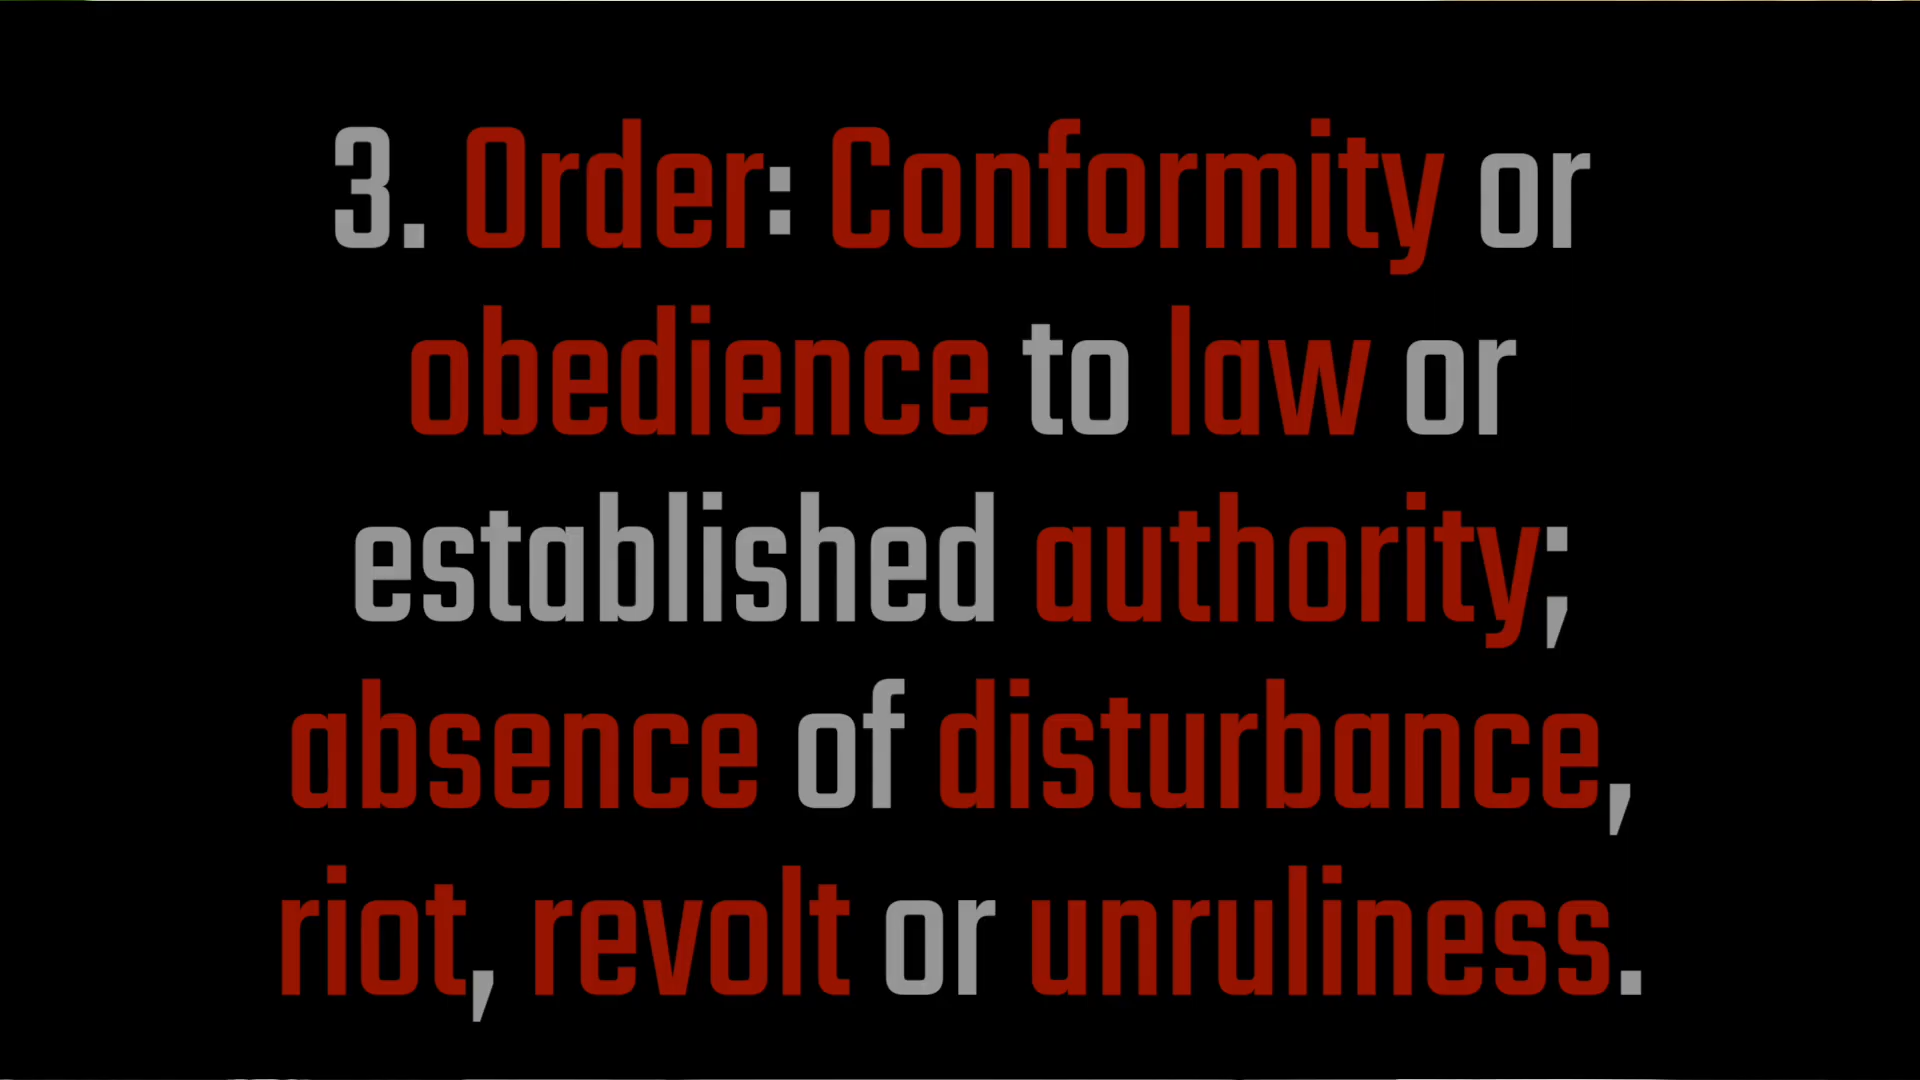 3. Order: Conformity or
obedience to law or
established authority;
absence of disturbance,
riot, revolt or unruliness.